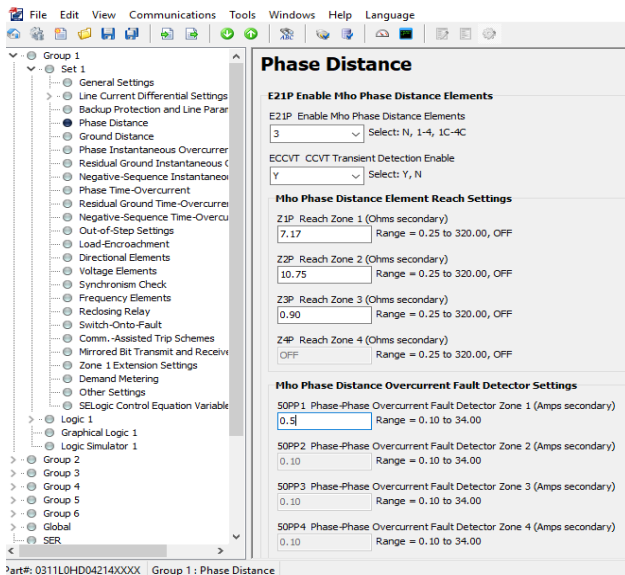 File Edit View Communications Tools Windows Help Language
Group 1
Set 1
General Settings
Line Current Differential Settings
Backup Protection and Line Parar
Phase Distance
Ground Distance
Phase Instantaneous Overcurrer
Residual Ground Instantaneous (
Negative-Sequence Instantaneou
Phase Time-Overcurrent
Residual Ground Time-Overcurrer
Negative-Sequence Time-Overcu
Out-of-Step Settings
Load-Encroachment
Directional Elements
Voltage Elements
Synchronism Check
Frequency Elements
Reclosing Relay
Switch-Onto-Fault
Comm.-Assisted Trip Schemes
Mirrored Bit Transmit and Receive
Zone 1 Extension Settings
Demand Metering
Other Settings
SELogic Control Equation Variable
Logic 1
Graphical Logic 1
Logic Simulator 1
Group 2
Group 3
Group 4
Group 5
Group 6
Global
SER
Phase Distance
E21P Enable Mho Phase Distance Elements
E21P Enable Mho Phase Distance Elements
3 Select: N, 1-4, 1C-4C
ECCVT CCVT Transient Detection Enable
Y Select: Y, N
Mho Phase Distance Element Reach Settings
Z1P Reach Zone 1 (Ohms secondary)
7.17 Range = 0.25 to 320.00, OFF
Z2P Reach Zone 2 (Ohms secondary)
10.75 Range = 0.25 to 320.00, OFF
Z3P Reach Zone 3 (Ohms secondary)
0.90 Range = 0.25 to 320.00, OFF
Z4P Reach Zone 4 (Ohms secondary)
OFF Range = 0.25 to 320.00, OFF
Mho Phase Distance Overcurrent Fault Detector Settings
50PP1 Phase-Phase Overcurrent Fault Detector Zone 1 (Amps secondary)
0.5 Range = 0.10 to 34.00
50PP2 Phase-Phase Overcurrent Fault Detector Zone 2 (Amps secondary)
0.10 Range = 0.10 to 34.00
50PP3 Phase-Phase Overcurrent Fault Detector Zone 3 (Amps secondary)
0.10 Range = 0.10 to 34.00
50PP4 Phase-Phase Overcurrent Fault Detector Zone 4 (Amps secondary)
0.10 Range = 0.10 to 34.00
Part#: 0311L0HD04214XXXX Group 1 : Phase Distance